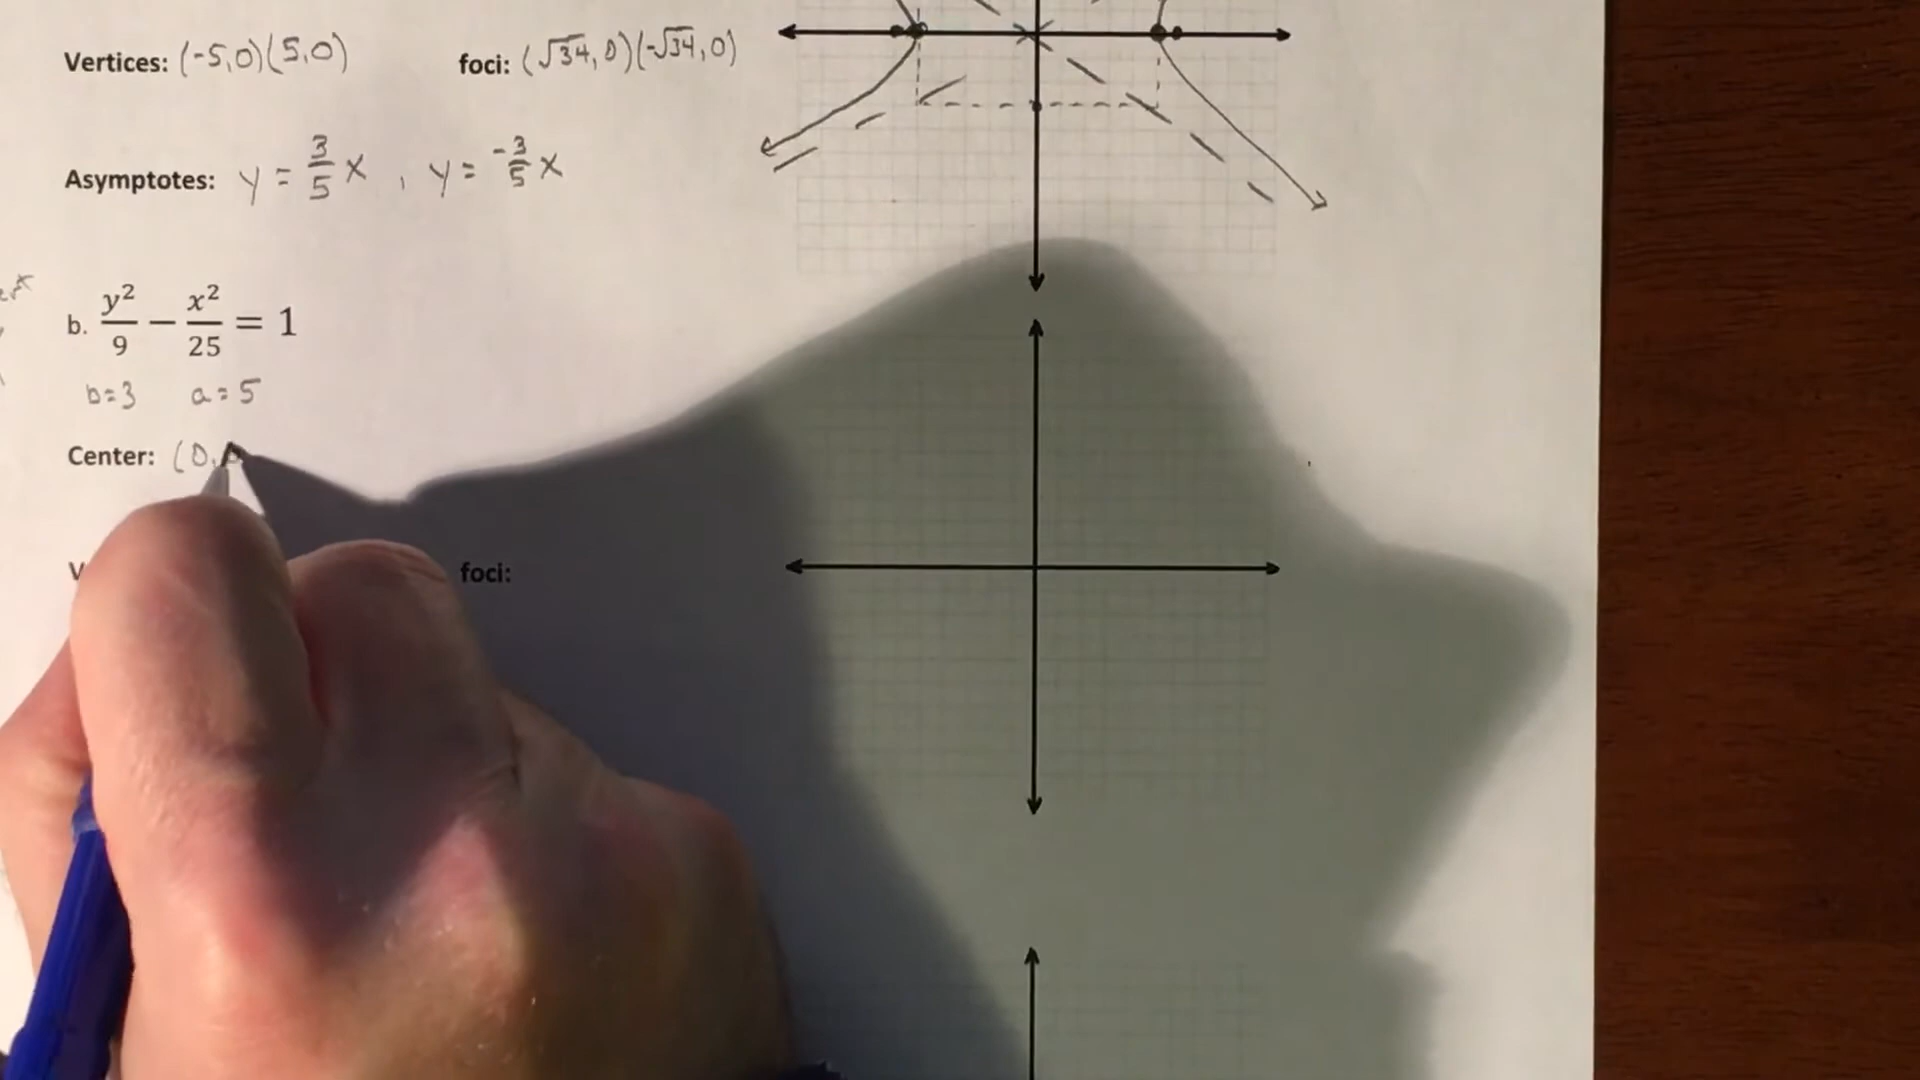 Vertices: (-5,0)(5,0) foci: (√34,0)(-√34,0)
Asymptotes: y = 3/5 x , y = -3/5 x
b. y²/9 − x²/25 = 1
b=3 a=5
Center: (0,
foci: